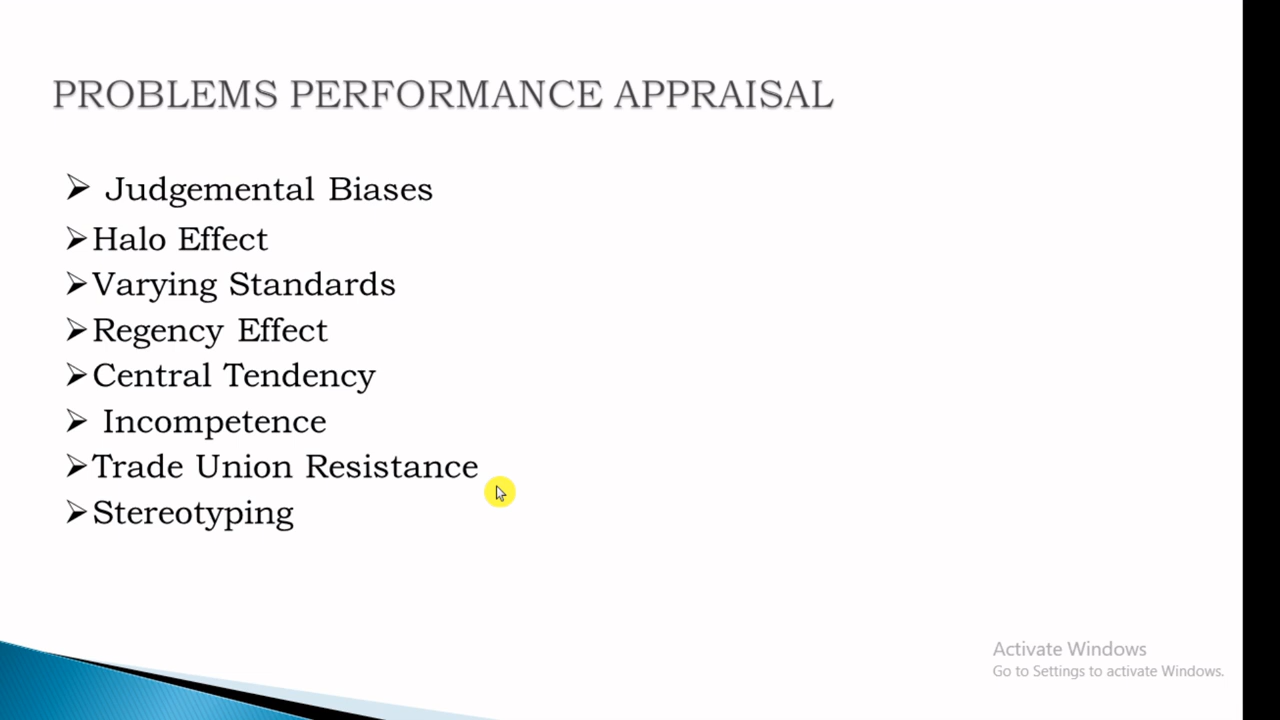 PROBLEMS PERFORMANCE APPRAISAL
➢ Judgemental Biases
➢Halo Effect
➢Varying Standards
➢Regency Effect
➢Central Tendency
➢ Incompetence
➢Trade Union Resistance
➢Stereotyping
Activate Windows
Go to Settings to activate Windows.